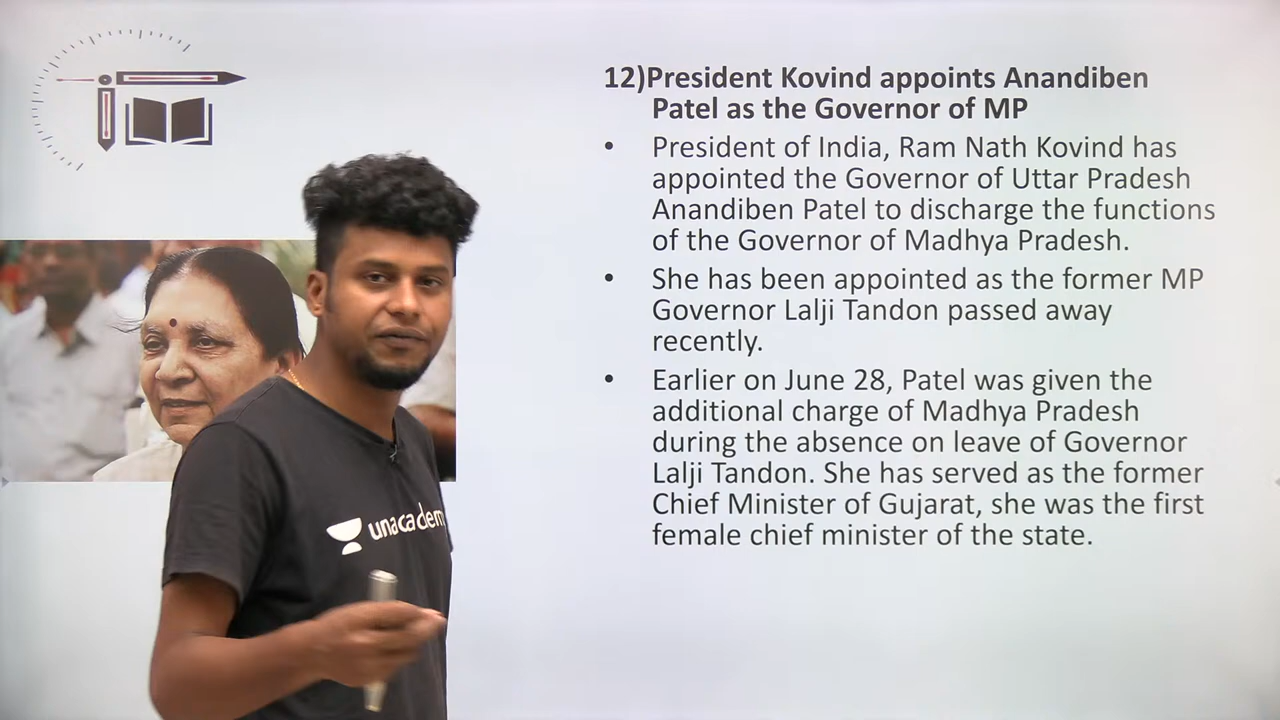 12)President Kovind appoints Anandiben
Patel as the Governor of MP
• President of India, Ram Nath Kovind has
appointed the Governor of Uttar Pradesh
Anandiben Patel to discharge the functions
of the Governor of Madhya Pradesh.
• She has been appointed as the former MP
Governor Lalji Tandon passed away
recently.
• Earlier on June 28, Patel was given the
additional charge of Madhya Pradesh
during the absence on leave of Governor
Lalji Tandon. She has served as the former
Chief Minister of Gujarat, she was the first
female chief minister of the state.
unacadem